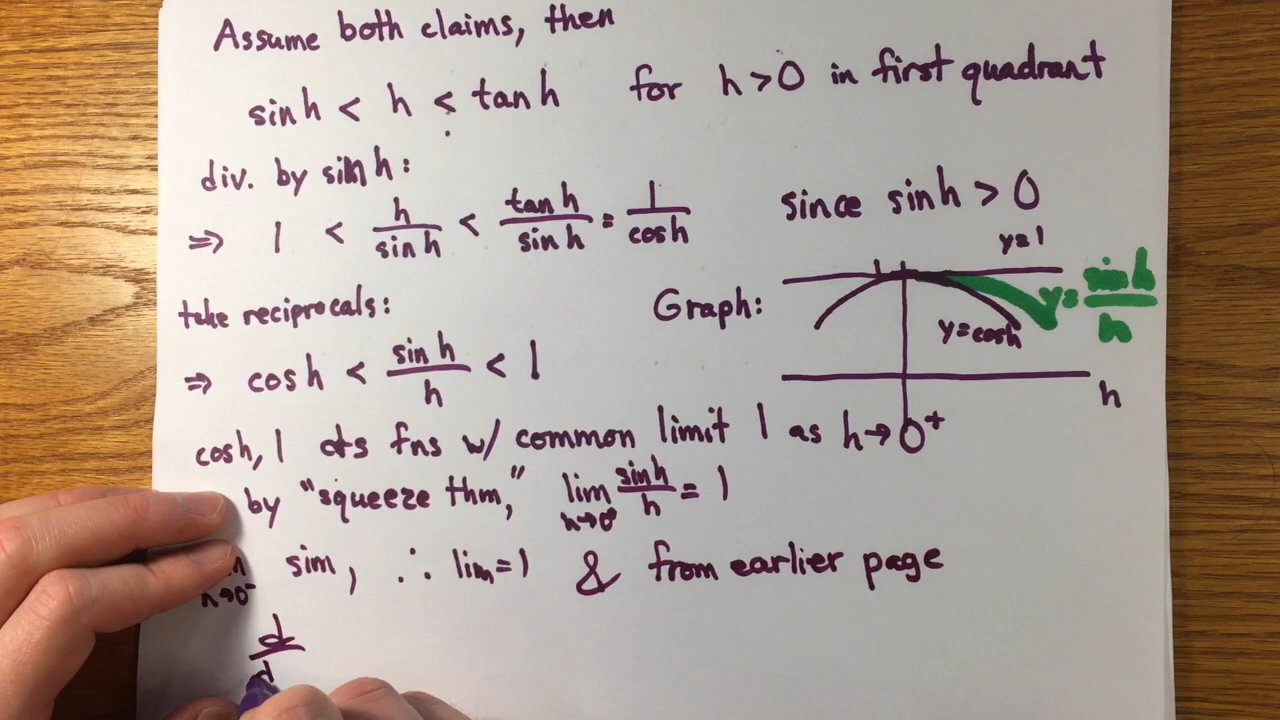 Assume both claims, then
sin h < h < tan h for h > 0 in first quadrant
div. by sin h:
⇒ 1 < h/sin h < tan h/sin h = 1/cos h since sin h > 0
y=1
take reciprocals: Graph: y= sin h/h
y=cos h
⇒ cos h < sin h/h < 1
h
cos h, 1 cts fns w/ common limit 1 as h→0⁺
by "squeeze thm," lim h→0⁺ sin h/h = 1
h→0⁻ sim, ∴ lim=1 & from earlier page
d/d